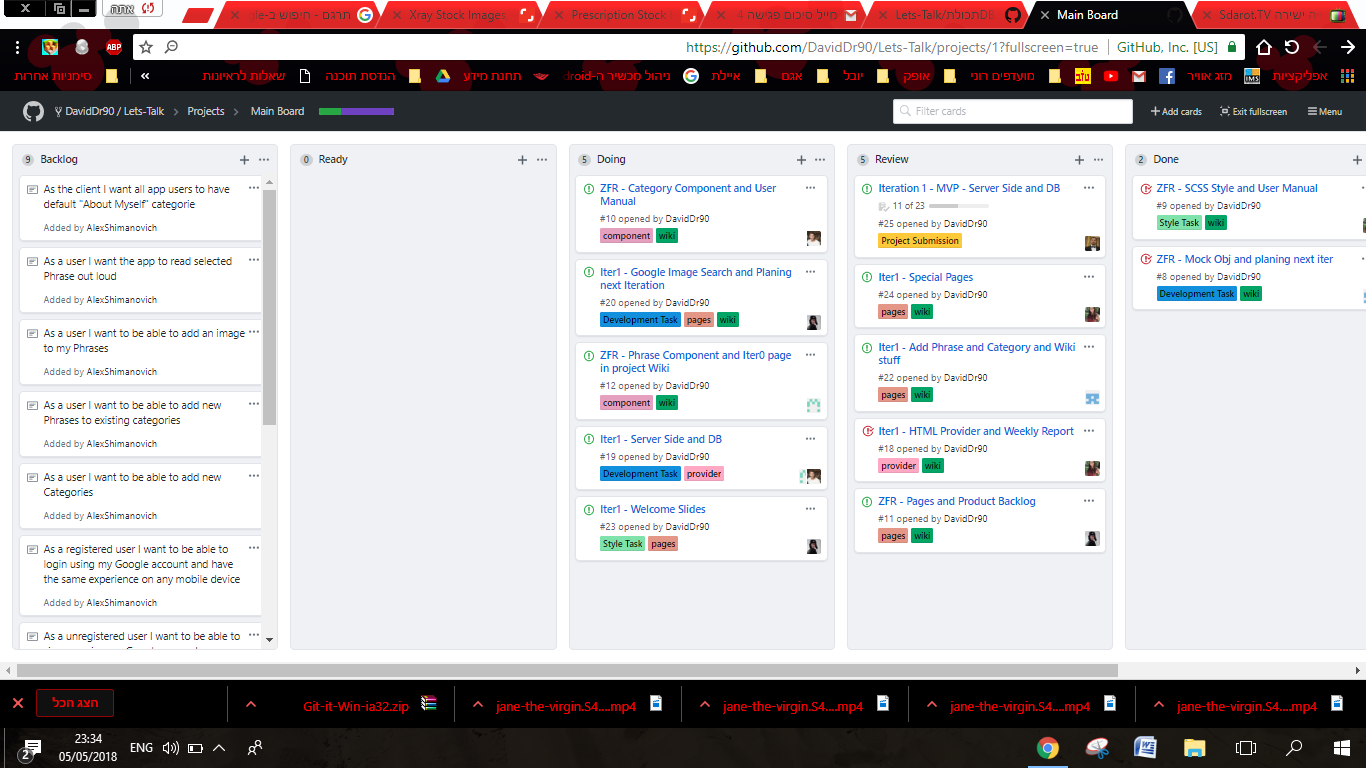 אתה
תרגם - חיפוש ב-
Xray Stock Images
Prescription Stock
מייל סיכום פגישה 4
Main Board
https://github.com/DavidDr90/Lets-Talk/projects/1?fullscreen=true
GitHub, Inc. [US]
ABP
סימניות אחרות
«
שאלות לראיונות
הנדסת תוכנה
תחנת מידע
ניהול מכשיר ה-droid
איילת
אגם
יובל
אופק
מועדפים רוני
מזג אוויר
IMS
אפליקציות
DavidDr90 / Lets-Talk
Projects
Main Board
Filter cards
Add cards
Exit fullscreen
Menu
9 Backlog
As the client I want all app users to have
default "About Myself" categorie
Added by AlexShimanovich
As a user I want the app to read selected
Phrase out loud
Added by AlexShimanovich
As a user I want to be able to add an image
to my Phrases
Added by AlexShimanovich
As a user I want to be able to add new
Phrases to existing categories
Added by AlexShimanovich
As a user I want to be able to add new
Categories
Added by AlexShimanovich
As a registered user I want to be able to
login using my Google account and have
the same experience on any mobile device
Added by AlexShimanovich
As a unregistered user I want to be able to
0 Ready
5 Doing
ZFR - Category Component and User
Manual
#10 opened by DavidDr90
component wiki
Iter1 - Google Image Search and Planing
next Iteration
#20 opened by DavidDr90
Development Task pages wiki
ZFR - Phrase Component and Iter0 page
in project Wiki
#12 opened by DavidDr90
component wiki
Iter1 - Server Side and DB
#19 opened by DavidDr90
Development Task provider
Iter1 - Welcome Slides
#23 opened by DavidDr90
Style Task pages
5 Review
Iteration 1 - MVP - Server Side and DB
11 of 23
#25 opened by DavidDr90
Project Submission
Iter1 - Special Pages
#24 opened by DavidDr90
pages wiki
Iter1 - Add Phrase and Category and Wiki
stuff
#22 opened by DavidDr90
pages wiki
Iter1 - HTML Provider and Weekly Report
#18 opened by DavidDr90
provider wiki
ZFR - Pages and Product Backlog
#11 opened by DavidDr90
pages wiki
2 Done
ZFR - SCSS Style and User Manual
#9 opened by DavidDr90
Style Task wiki
ZFR - Mock Obj and planing next iter
#8 opened by DavidDr90
Development Task wiki
הצג הכל
Git-it-Win-ia32.zip
jane-the-virgin.S4....mp4
jane-the-virgin.S4....mp4
jane-the-virgin.S4....mp4
jane-the-virgin.S4....mp4
2
23:34
05/05/2018
ENG